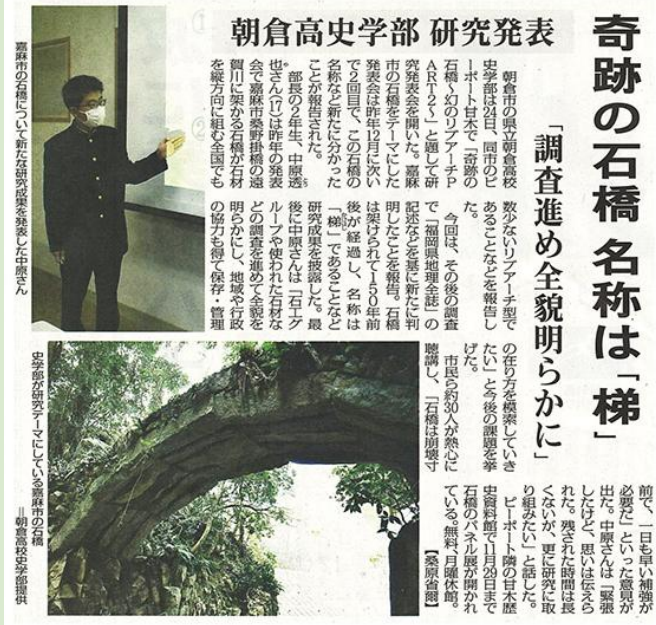 奇跡の石橋 名称は「梯」
「調査進め全貌明らかに」
朝倉高史学部 研究発表
朝倉市の県立朝倉高校
史学部は24日、同市のピ
ーポート甘木で「奇跡の
石橋〜幻のリブアーチP
ART2〜」と題して研
究発表会を開いた。嘉麻
市の石橋をテーマにした
発表会は昨年12月に次い
で2回目で、この石橋の
名称など新たに分かった
ことが報告された。
部長の2年生、中原透
也さん(17)は昨年の発表
会で嘉麻市桑野掛橋の遠
賀川に架かる石橋が石材
を縦方向に組む全国でも
数少ないリブアーチ型で
あることなどを報告し
た。
今回は、その後の調査
で「福岡県地理全誌」の
記述などを基に新たに判
明したことを報告。石橋
は架けられて150年前
後が経過し、名称は
「梯」であることなど
研究成果を披露した。最
後に中原さんは「石工グ
ループや使われた石材な
どの調査を進めて全貌を
明らかにし、地域や行政
の協力も得て保存・管理
の在り方を模索していき
たい」と今後の課題を挙
げた。
市民ら約30人が熱心に
聴講し、「石橋は崩壊寸
前で、一日も早い補強が
必要だ」といった意見が
出た。中原さんは「緊張
したけど、思いは伝えら
れた。残された時間は長
くないが、更に研究に取
り組みたい」と話した。
ピーポート隣の甘木歴
史資料館で11月29日まで
石橋のパネル展が開かれ
ている。無料、月曜休館。
【桑原省爾】
嘉麻市の石橋について新たな研究成果を発表した中原さん
史学部が研究テーマにしている嘉麻市の石橋
=朝倉高校史学部提供